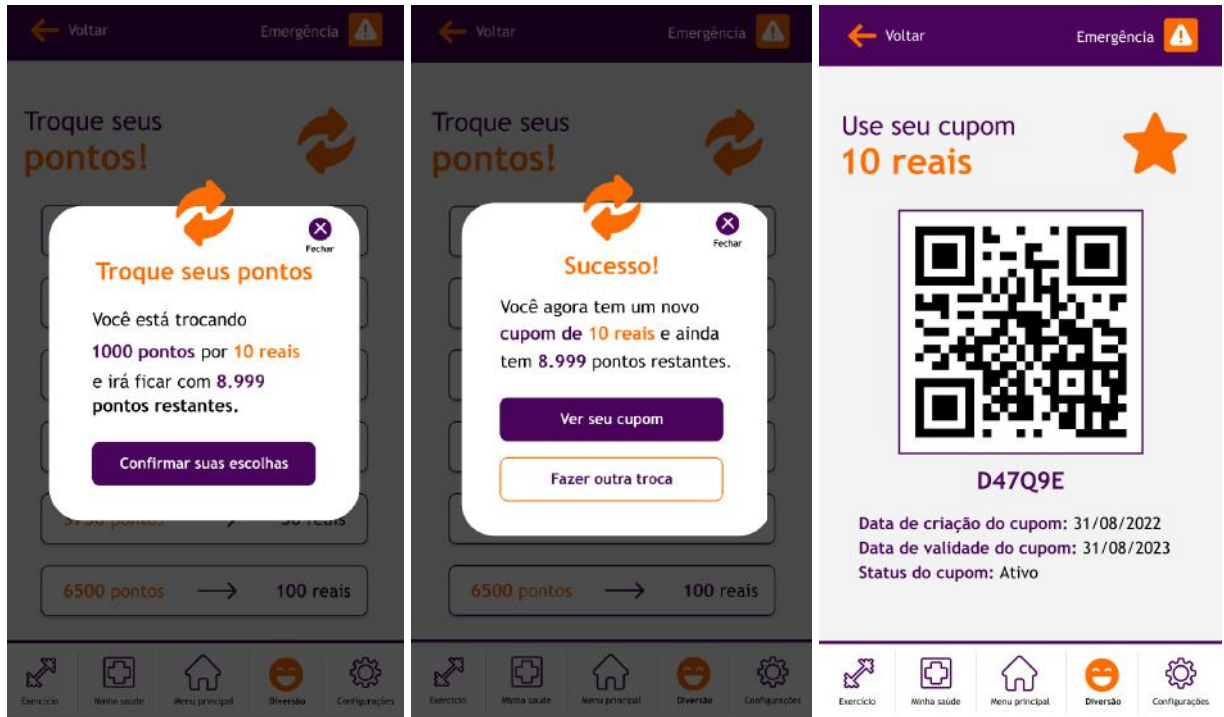 Voltar
Emergência
Troque seus
pontos!
Fechar
Troque seus pontos
Você está trocando
1000 pontos por 10 reais
e irá ficar com 8.999
pontos restantes.
Confirmar suas escolhas
6500 pontos
100 reais
Exercício
Minha saúde
Menu principal
Diversão
Configurações
Voltar
Emergência
Troque seus
pontos!
Fechar
Sucesso!
Você agora tem um novo
cupom de 10 reais e ainda
tem 8.999 pontos restantes.
Ver seu cupom
Fazer outra troca
6500 pontos
100 reais
Exercício
Minha saúde
Menu principal
Diversão
Configurações
Voltar
Emergência
Use seu cupom
10 reais
D47Q9E
Data de criação do cupom: 31/08/2022
Data de validade do cupom: 31/08/2023
Status do cupom: Ativo
Exercício
Minha saúde
Menu principal
Diversão
Configurações